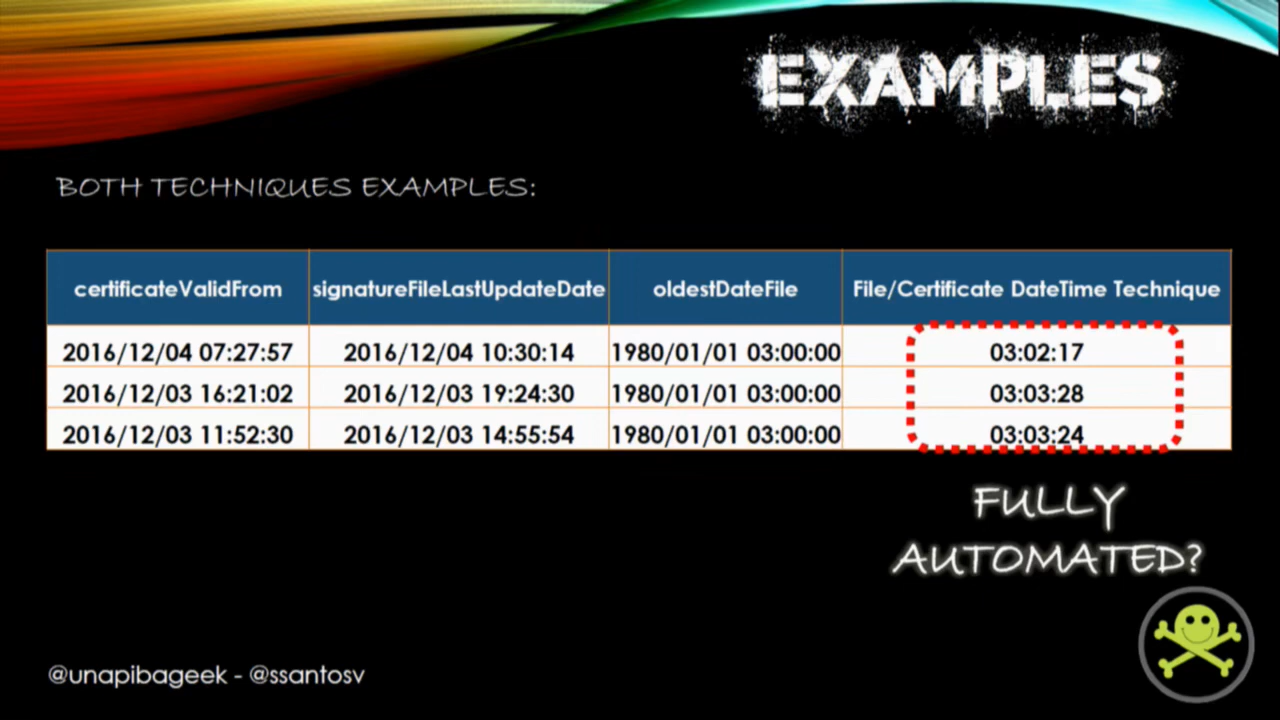 EXAMPLES
BOTH TECHNIQUES EXAMPLES:
certificateValidFrom signatureFileLastUpdateDate oldestDateFile File/Certificate DateTime Technique
2016/12/04 07:27:57 2016/12/04 10:30:14 1980/01/01 03:00:00 03:02:17
2016/12/03 16:21:02 2016/12/03 19:24:30 1980/01/01 03:00:00 03:03:28
2016/12/03 11:52:30 2016/12/03 14:55:54 1980/01/01 03:00:00 03:03:24
FULLY
AUTOMATED?
@unapibageek - @ssantosv